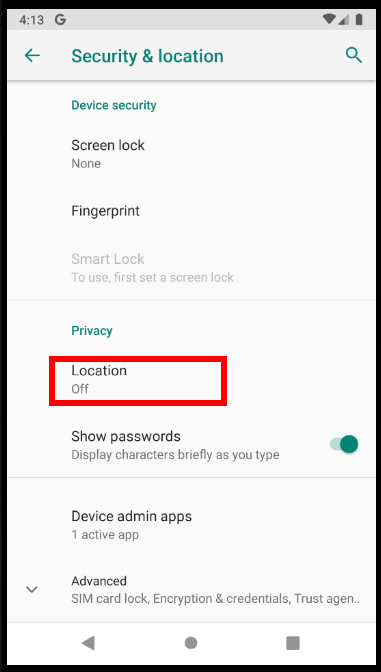 4:13 G
Security & location
Device security
Screen lock
None
Fingerprint
Smart Lock
To use, first set a screen lock
Privacy
Location
Off
Show passwords
Display characters briefly as you type
Device admin apps
1 active app
Advanced
SIM card lock, Encryption & credentials, Trust agen..